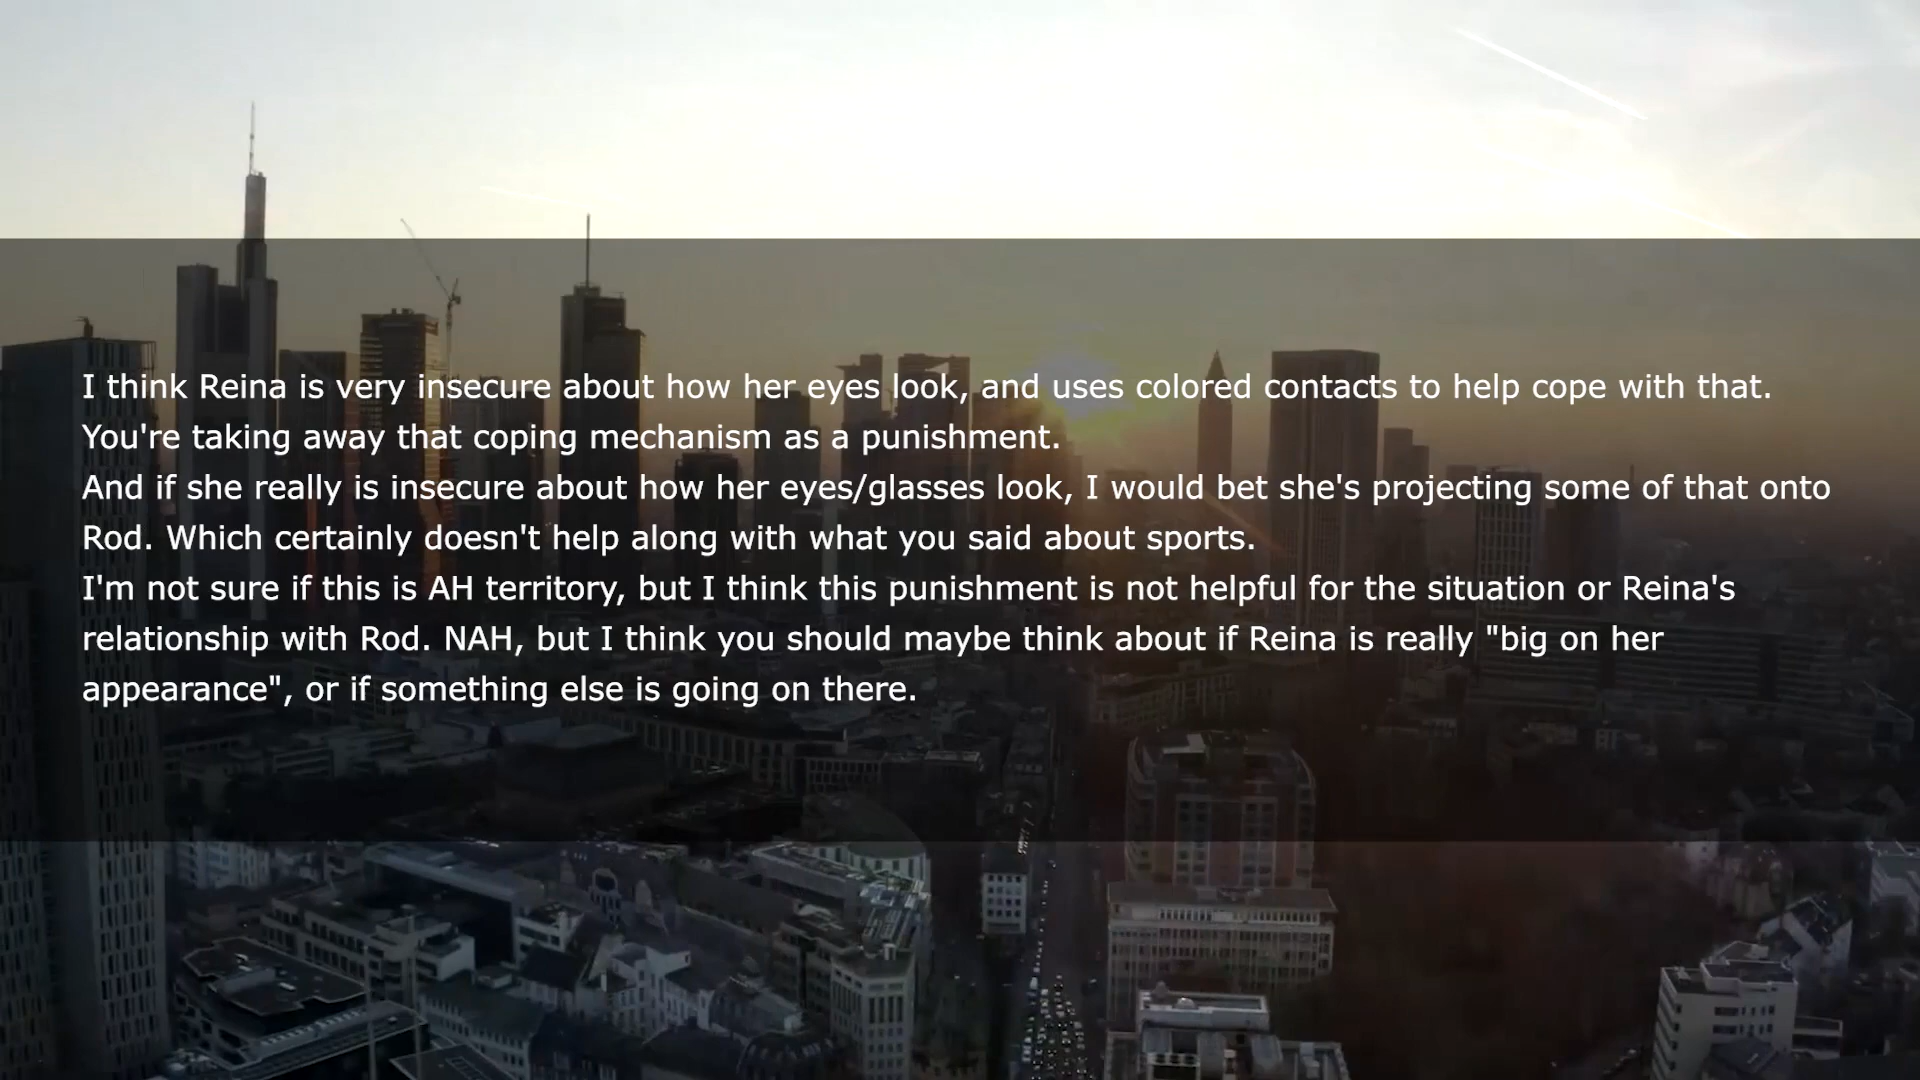 I think Reina is very insecure about how her eyes look, and uses colored contacts to help cope with that.
You're taking away that coping mechanism as a punishment.
And if she really is insecure about how her eyes/glasses look, I would bet she's projecting some of that onto
Rod. Which certainly doesn't help along with what you said about sports.
I'm not sure if this is AH territory, but I think this punishment is not helpful for the situation or Reina's
relationship with Rod. NAH, but I think you should maybe think about if Reina is really "big on her
appearance", or if something else is going on there.